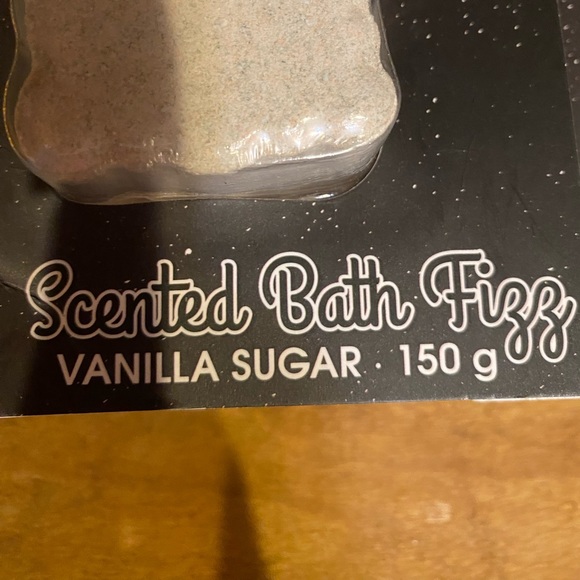 Scented Bath Fizz
VANILLA SUGAR · 150 g